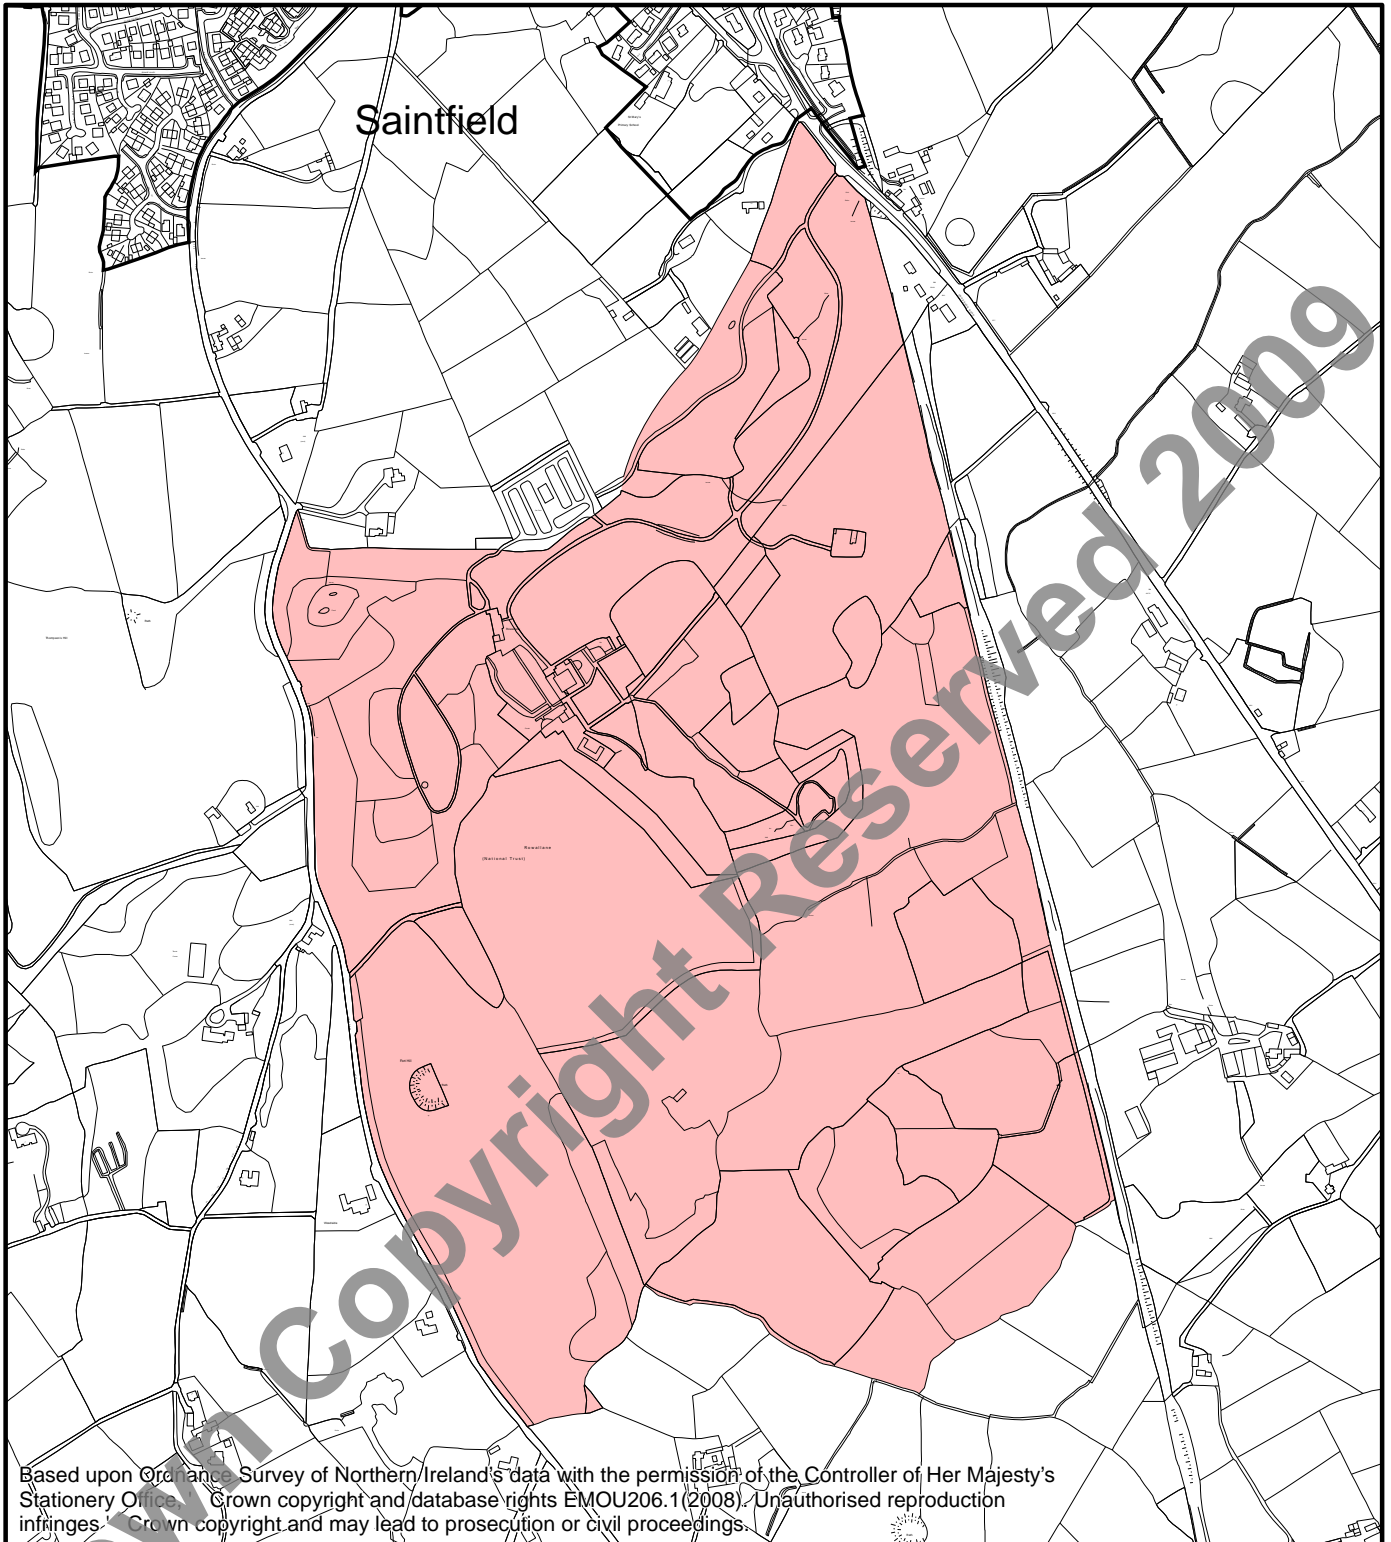 Saintfield
Rowallane
(National Trust)
Crown Copyright Reserved 2009
Based upon Ordnance Survey of Northern Ireland's data with the permission of the Controller of Her Majesty's
Stationery Office, ' Crown copyright and database rights EMOU206.1(2008). Unauthorised reproduction
infringes ' Crown copyright and may lead to prosecution or civil proceedings.